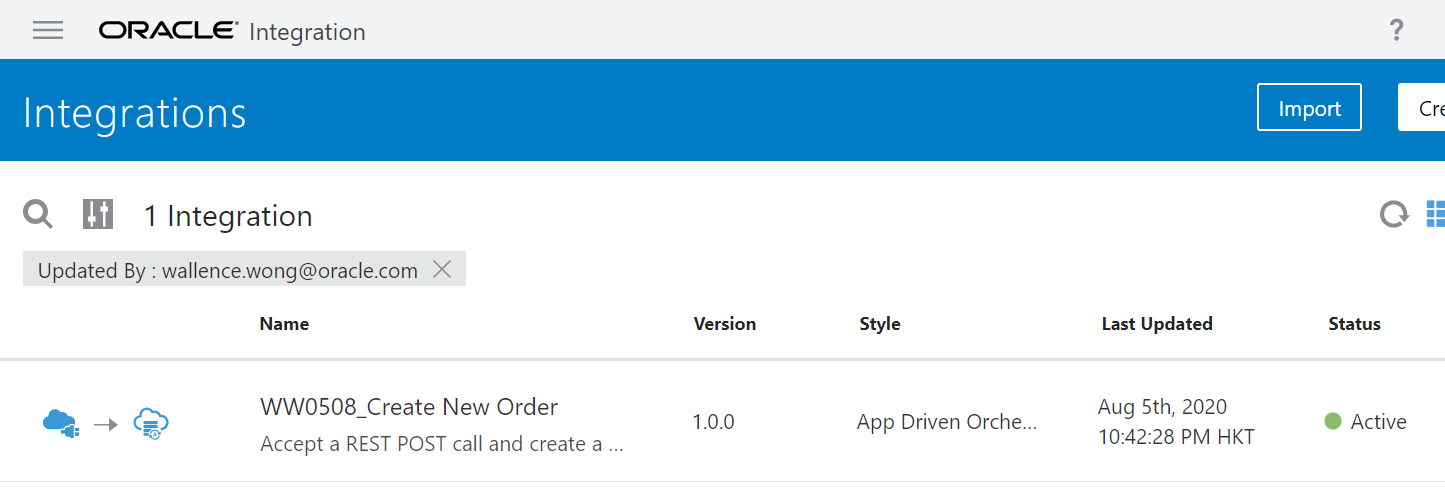 ORACLE Integration
?
Integrations
Import
Cre
1 Integration
Updated By : wallence.wong@oracle.com
Name Version Style Last Updated Status
WW0508_Create New Order
Accept a REST POST call and create a ...
1.0.0
App Driven Orche...
Aug 5th, 2020
10:42:28 PM HKT
Active